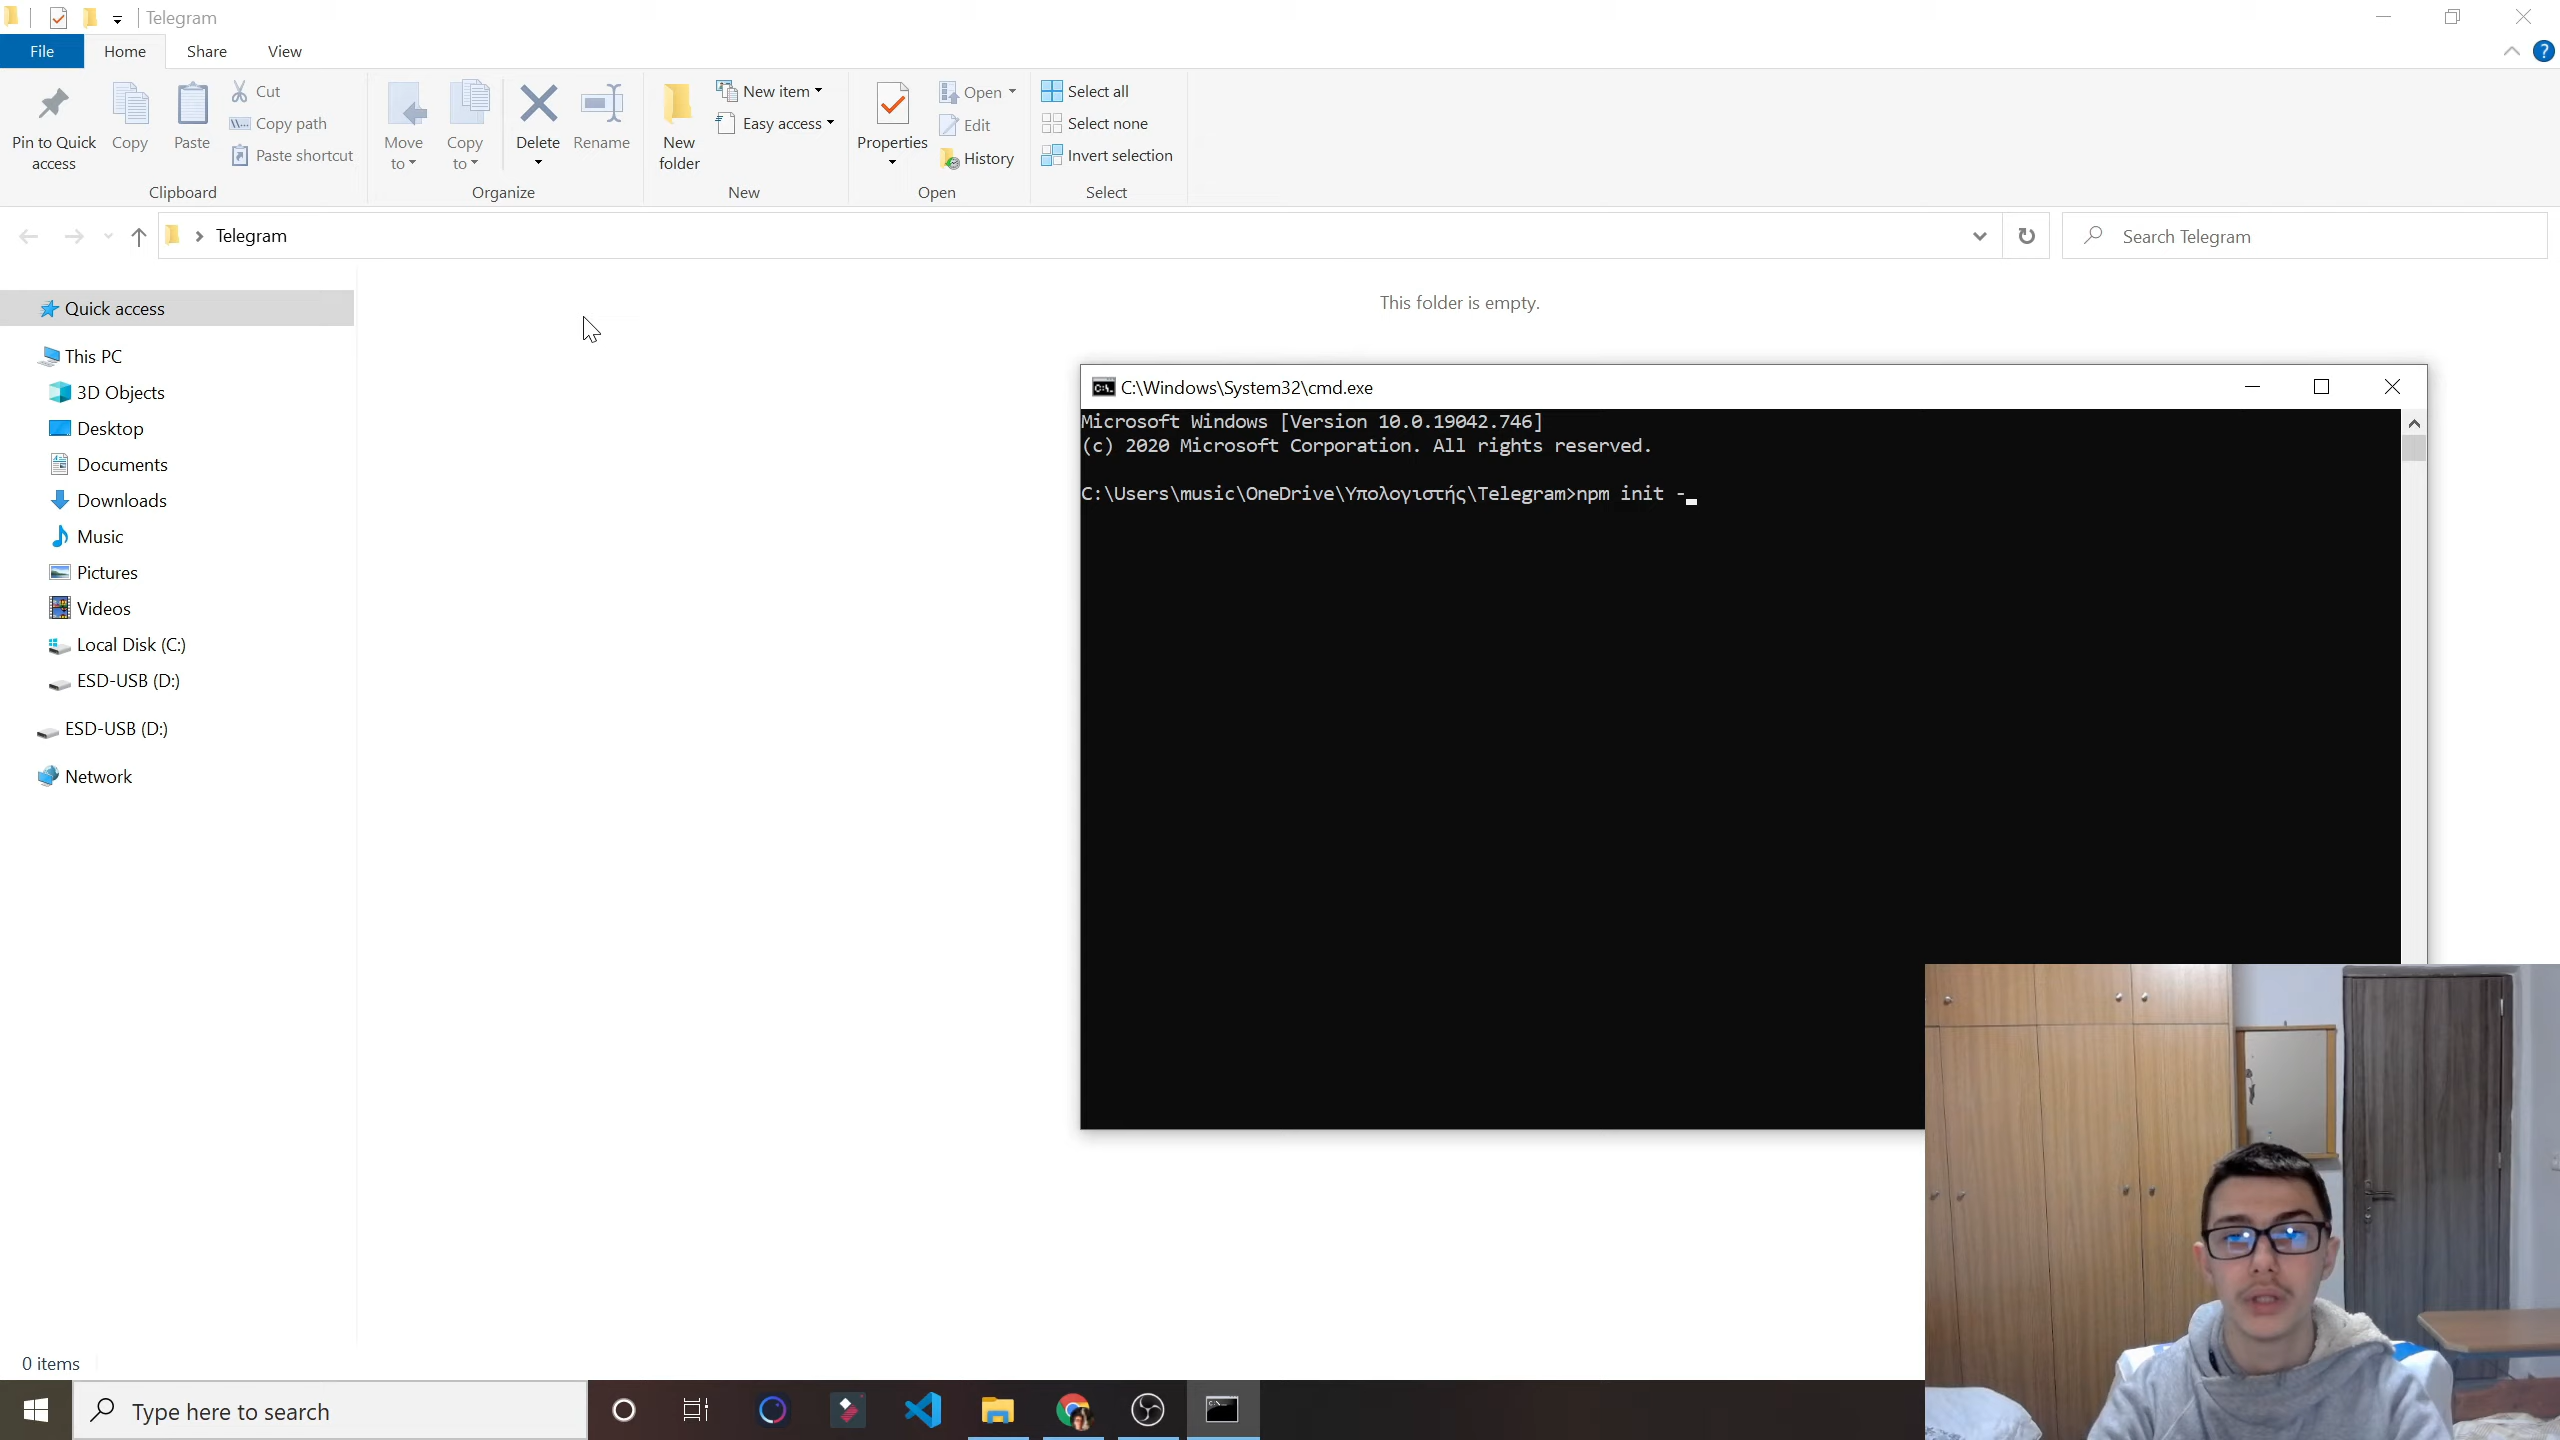 Telegram
File
Home
Share
View
Pin to Quick access
Copy
Paste
Cut
Copy path
Paste shortcut
Clipboard
Move to
Copy to
Delete
Rename
Organize
New folder
New item
Easy access
New
Properties
Open
Edit
History
Open
Select all
Select none
Invert selection
Select
Telegram
Search Telegram
Quick access
This PC
3D Objects
Desktop
Documents
Downloads
Music
Pictures
Videos
Local Disk (C:)
ESD-USB (D:)
ESD-USB (D:)
Network
This folder is empty.
C:\Windows\System32\cmd.exe
Microsoft Windows [Version 10.0.19042.746]
(c) 2020 Microsoft Corporation. All rights reserved.
C:\Users\music\OneDrive\Υπολογιστής\Telegram>npm init -
0 items
Type here to search